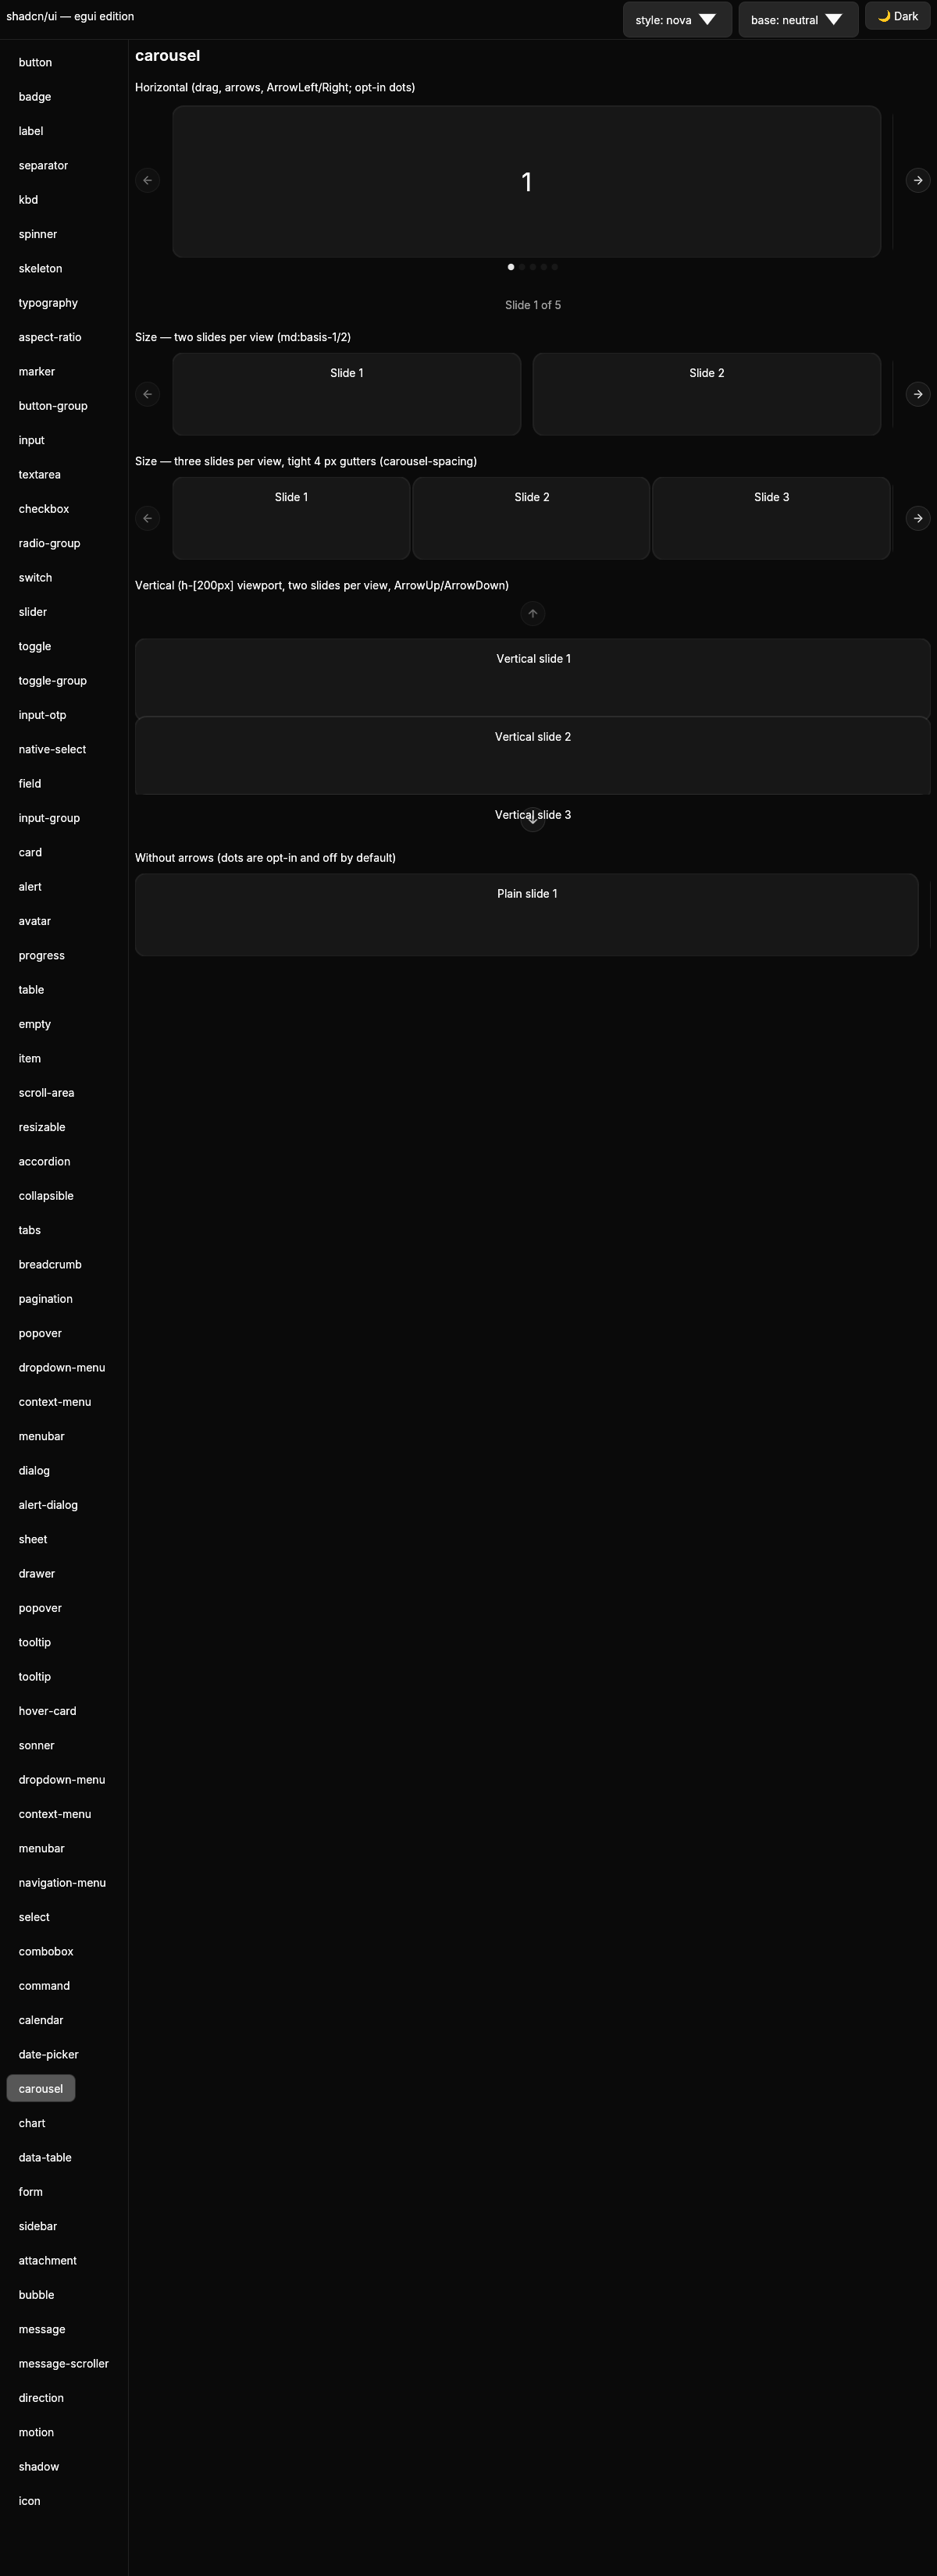 shadcn/ui — egui edition
style: nova
base: neutral
🌙 Dark
button
badge
label
separator
kbd
spinner
skeleton
typography
aspect-ratio
marker
button-group
input
textarea
checkbox
radio-group
switch
slider
toggle
toggle-group
input-otp
native-select
field
input-group
card
alert
avatar
progress
table
empty
item
scroll-area
resizable
accordion
collapsible
tabs
breadcrumb
pagination
popover
dropdown-menu
context-menu
menubar
dialog
alert-dialog
sheet
drawer
popover
tooltip
tooltip
hover-card
sonner
dropdown-menu
context-menu
menubar
navigation-menu
select
combobox
command
calendar
date-picker
carousel
chart
data-table
form
sidebar
attachment
bubble
message
message-scroller
direction
motion
shadow
icon
carousel
Horizontal (drag, arrows, ArrowLeft/Right; opt-in dots)
1
Slide 1 of 5
Size — two slides per view (md:basis-1/2)
Slide 1
Slide 2
Size — three slides per view, tight 4 px gutters (carousel-spacing)
Slide 1
Slide 2
Slide 3
Vertical (h-[200px] viewport, two slides per view, ArrowUp/ArrowDown)
Vertical slide 1
Vertical slide 2
Vertical slide 3
Without arrows (dots are opt-in and off by default)
Plain slide 1